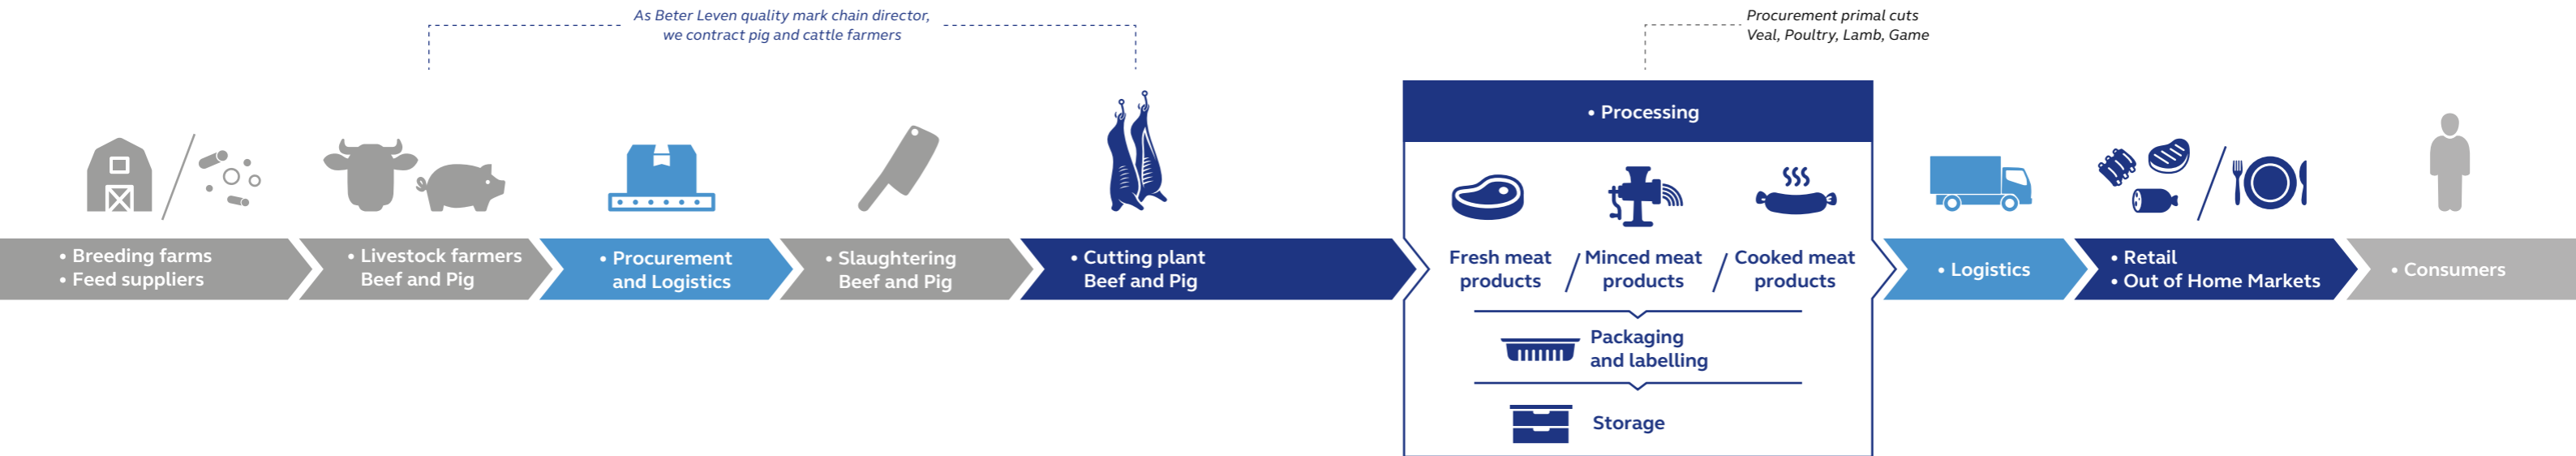 As Beter Leven quality mark chain director,
we contract pig and cattle farmers
Procurement primal cuts
Veal, Poultry, Lamb, Game
• Breeding farms
• Feed suppliers
• Livestock farmers
Beef and Pig
• Procurement
and Logistics
• Slaughtering
Beef and Pig
• Cutting plant
Beef and Pig
• Processing
Fresh meat
products
/
Minced meat
products
/
Cooked meat
products
Packaging
and labelling
Storage
• Logistics
• Retail
• Out of Home Markets
• Consumers